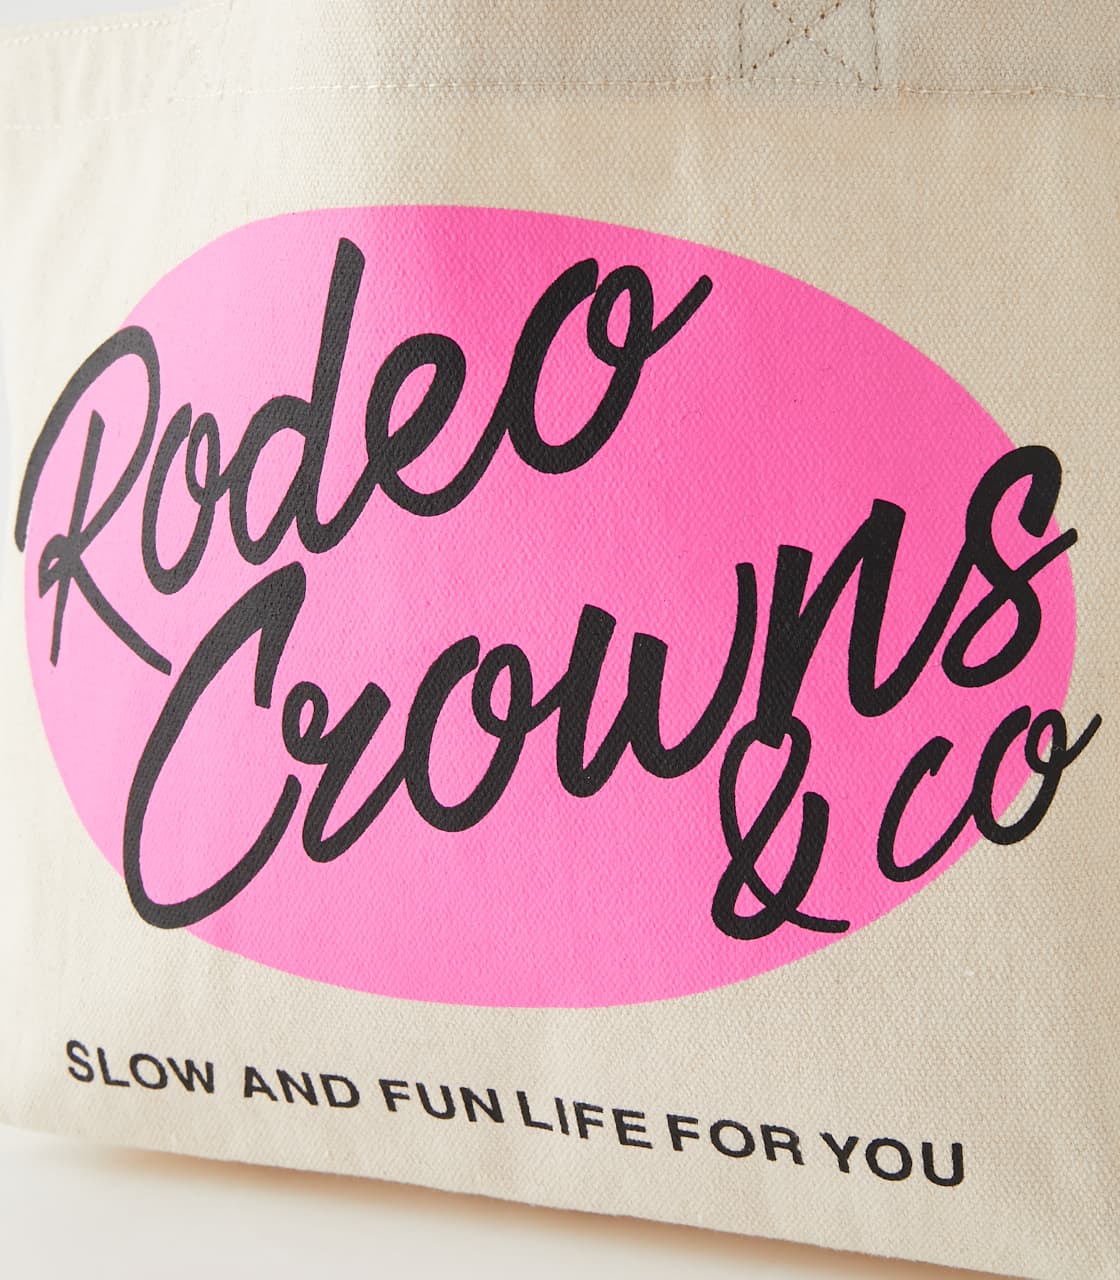 Rodeo
Crowns
& co
SLOW AND FUN LIFE FOR YOU